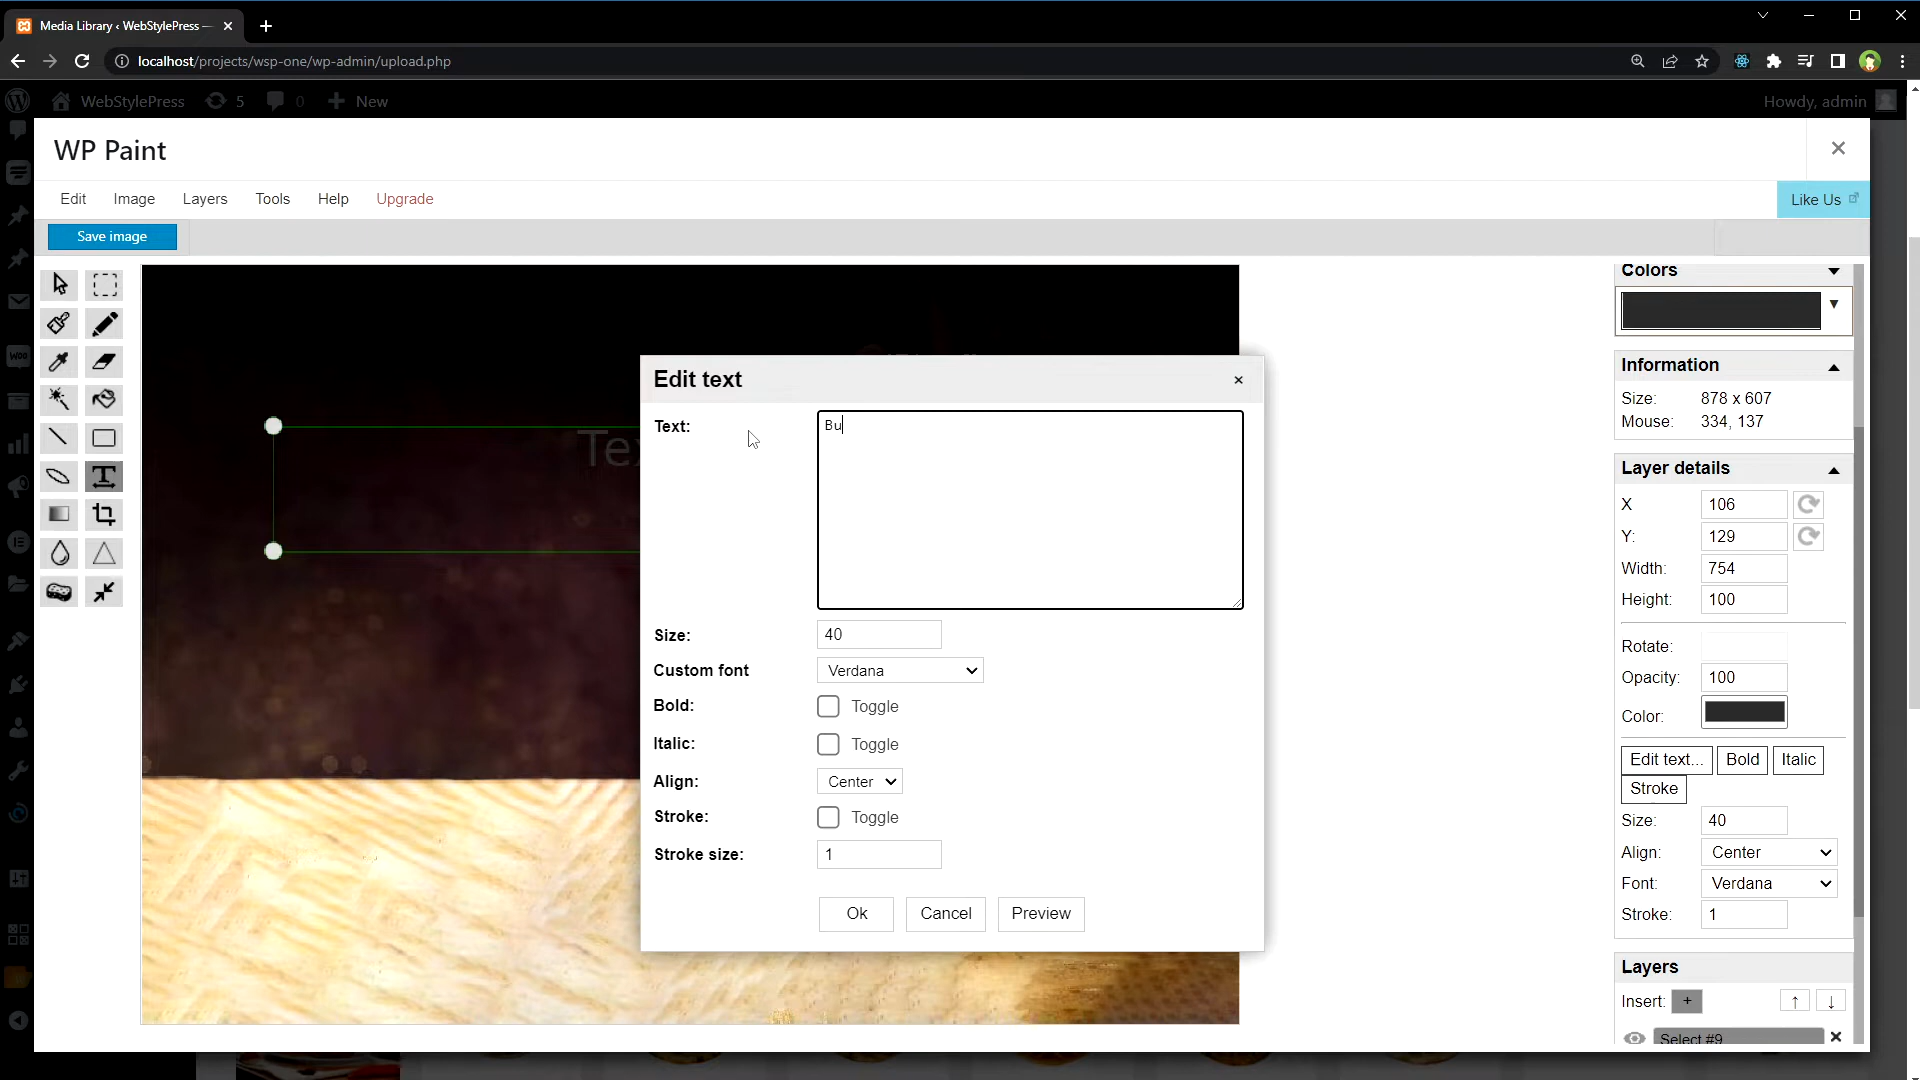 Media Library ‹ WebStylePress —
localhost/projects/wsp-one/wp-admin/upload.php
WebStylePress 5 0 New Howdy, admin
WP Paint
Edit Image Layers Tools Help Upgrade Like Us
Save image
Edit text
Text: Bu
Size: 40
Custom font Verdana
Bold: Toggle
Italic: Toggle
Align: Center
Stroke: Toggle
Stroke size: 1
Ok Cancel Preview
Colors
Information
Size: 878 x 607
Mouse: 334, 137
Layer details
X 106
Y: 129
Width: 754
Height: 100
Rotate:
Opacity: 100
Color:
Edit text... Bold Italic
Stroke
Size: 40
Align: Center
Font: Verdana
Stroke: 1
Layers
Insert: + ↑ ↓
Select #9